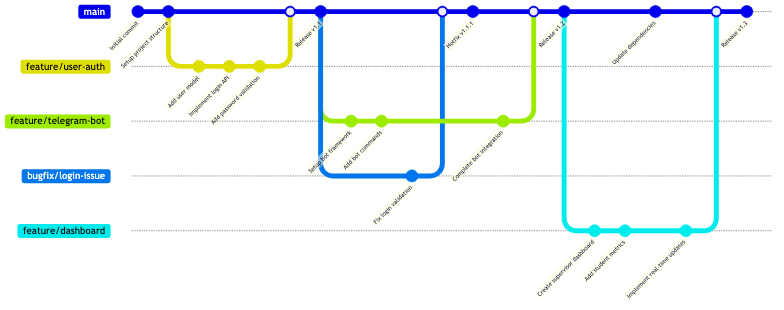 main
Initial commit
Setup project structure
Release v1.1
Hotfix v1.1.1
Release v1.2
Update dependencies
Release v1.3
feature/user-auth
Add user model
Implement login API
Add password validation
feature/telegram-bot
Setup bot framework
Add bot commands
Complete bot integration
bugfix/login-issue
Fix login validation
feature/dashboard
Create supervisor dashboard
Add student metrics
Implement real-time updates